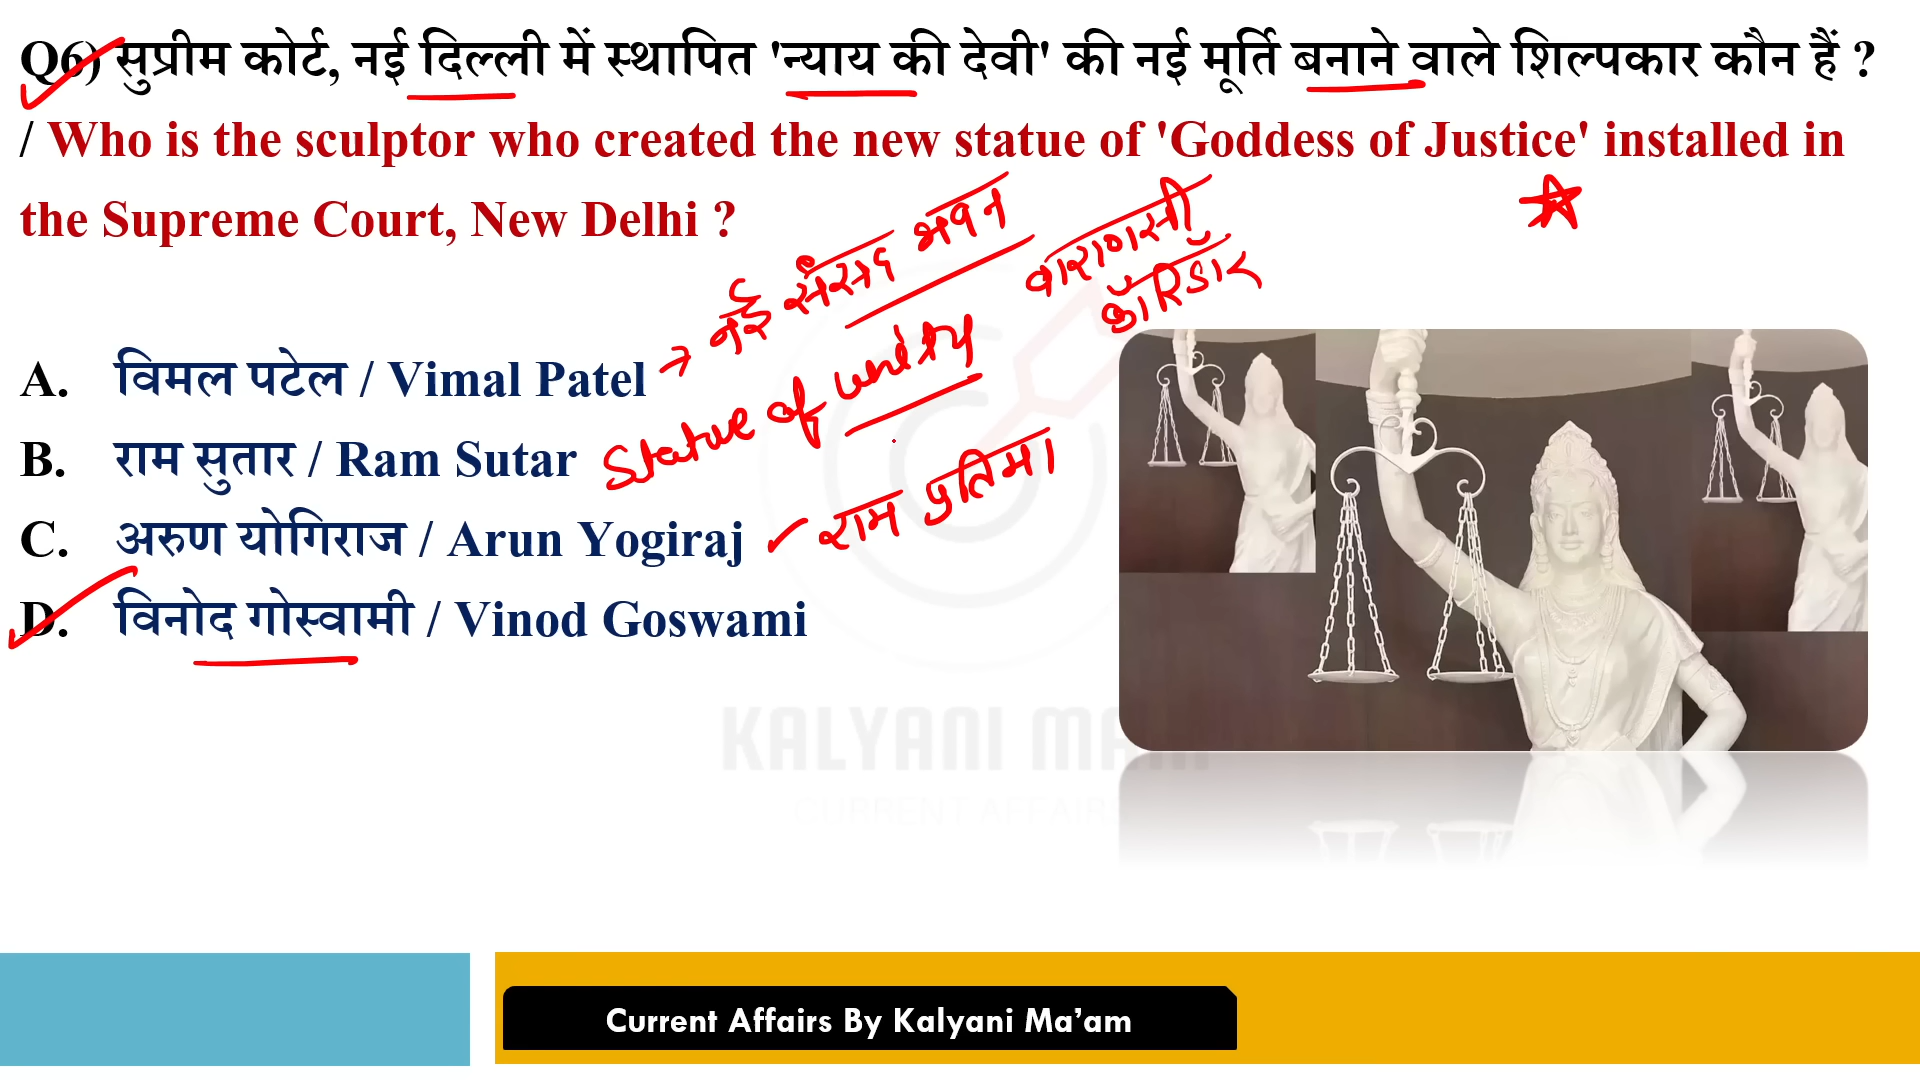 Q6) सुप्रीम कोर्ट, नई दिल्ली में स्थापित 'न्याय की देवी' की नई मूर्ति बनाने वाले शिल्पकार कौन हैं ?
/ Who is the sculptor who created the new statue of 'Goddess of Justice' installed in
the Supreme Court, New Delhi ?
नई संसद भवन
वाराणसी
कॉरिडोर
A. विमल पटेल / Vimal Patel
Statue of unity
B. राम सुतार / Ram Sutar
राम प्रतिमा
C. अरुण योगिराज / Arun Yogiraj
D. विनोद गोस्वामी / Vinod Goswami
KALYANI MA'AM
CURRENT AFFAIRS
Current Affairs By Kalyani Ma’am